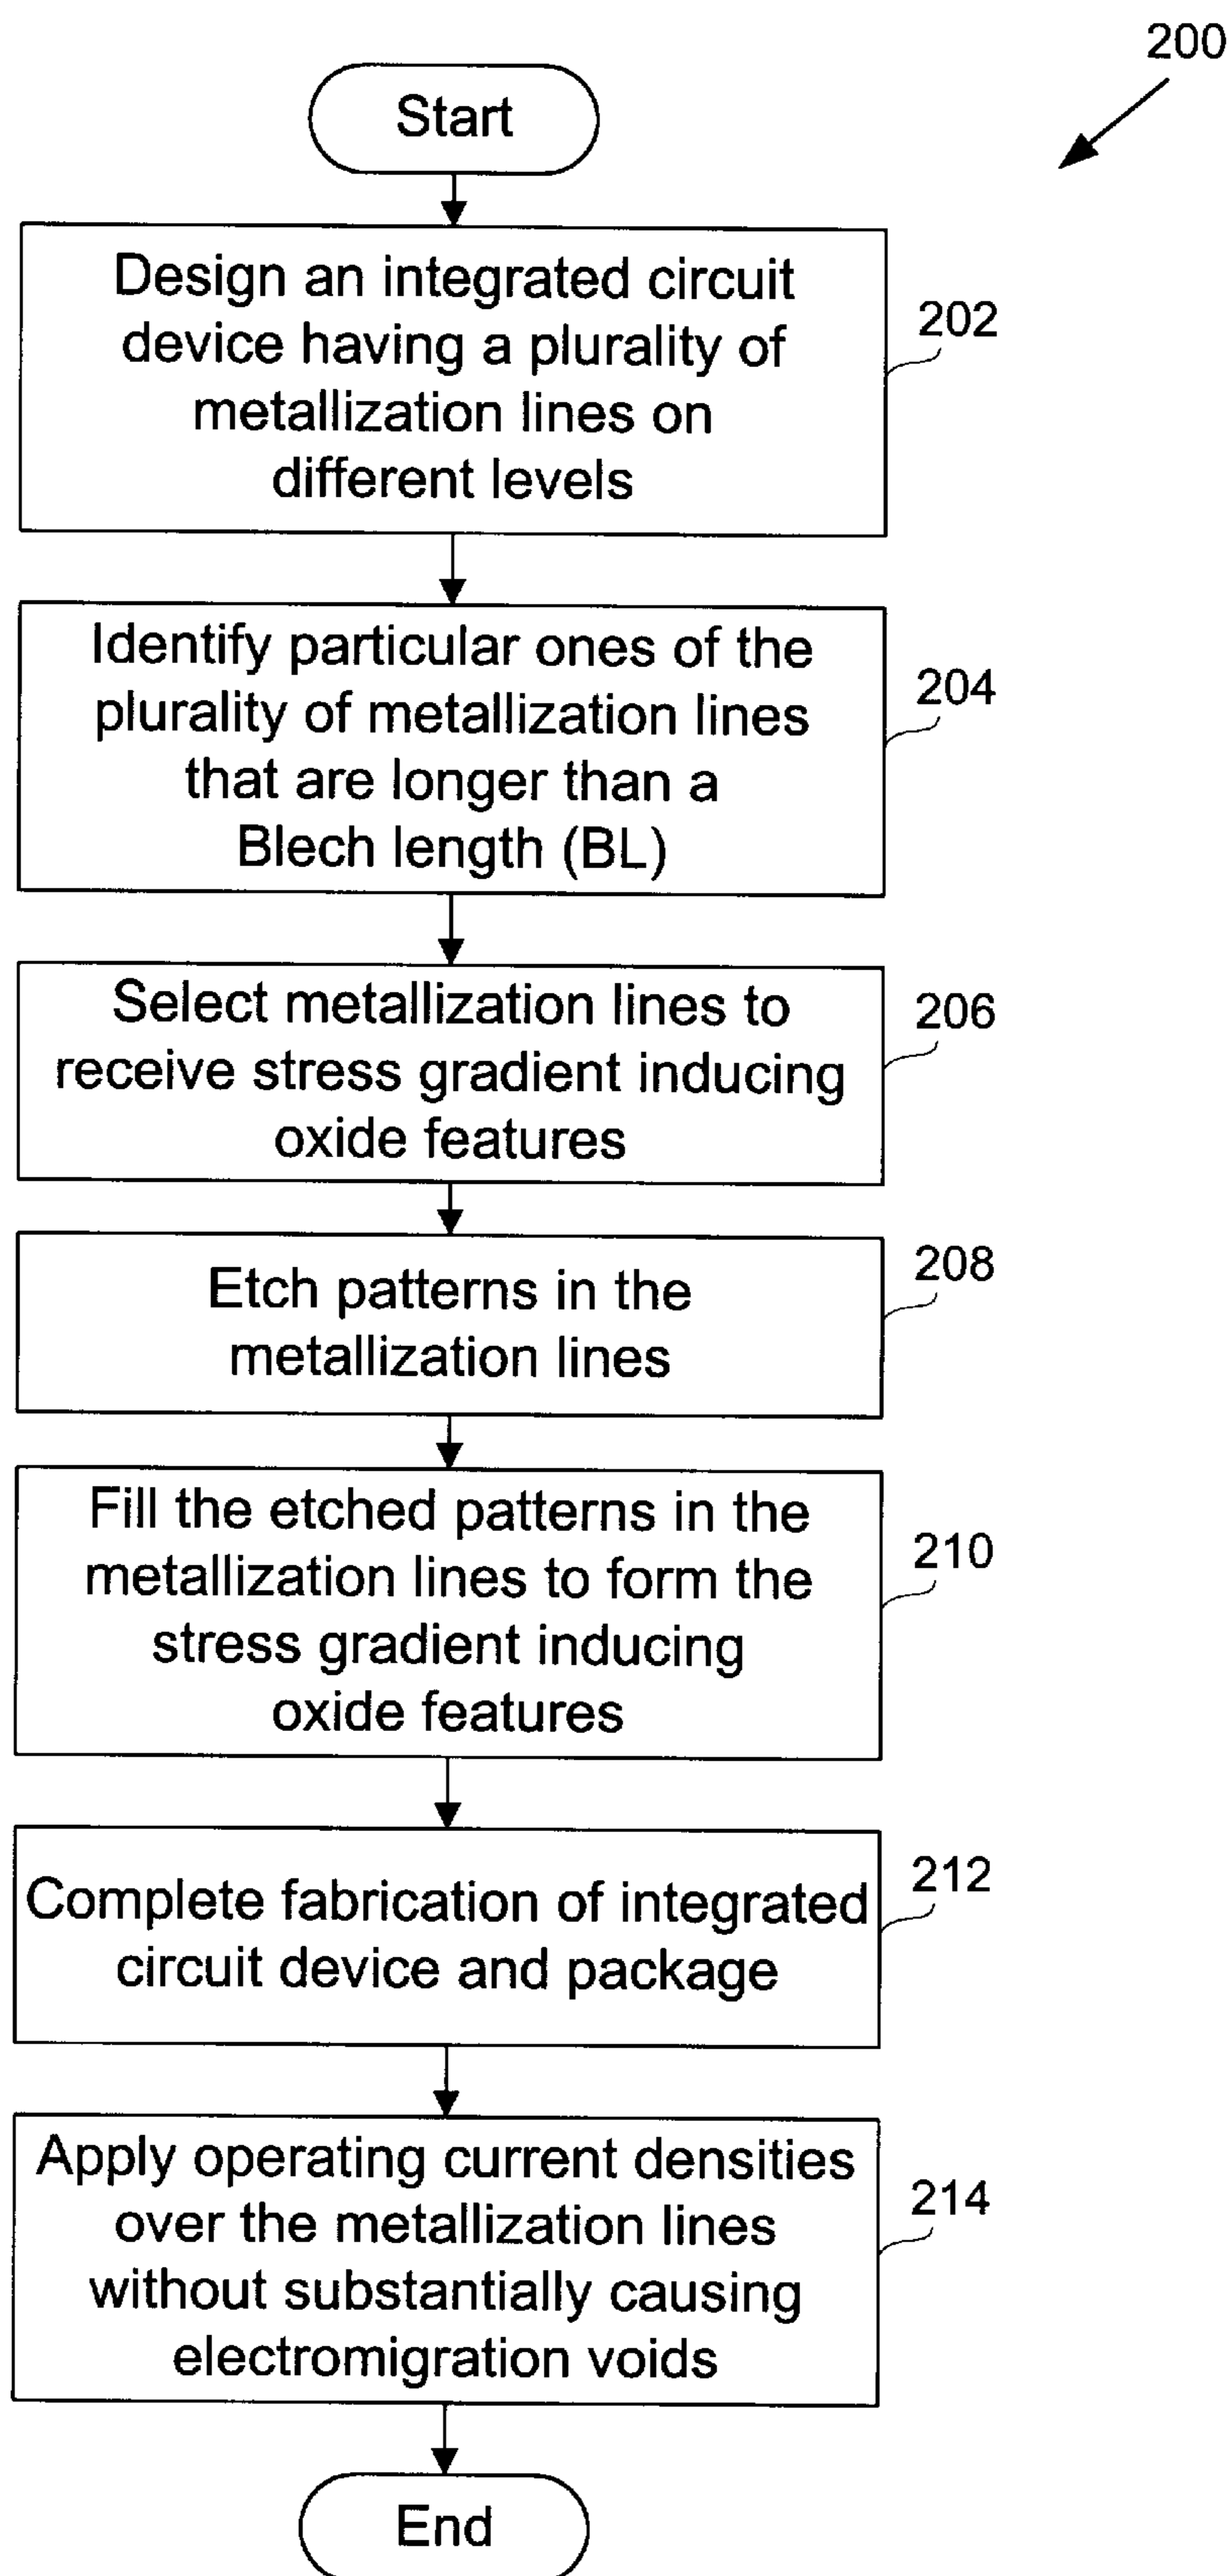 200
Start
Design an integrated circuit
device having a plurality of
metallization lines on
different levels
202
Identify particular ones of the
plurality of metallization lines
that are longer than a
Blech length (BL)
204
Select metallization lines to
receive stress gradient inducing
oxide features
206
Etch patterns in the
metallization lines
208
Fill the etched patterns in the
metallization lines to form the
stress gradient inducing
oxide features
210
Complete fabrication of integrated
circuit device and package
212
Apply operating current densities
over the metallization lines
without substantially causing
electromigration voids
214
End